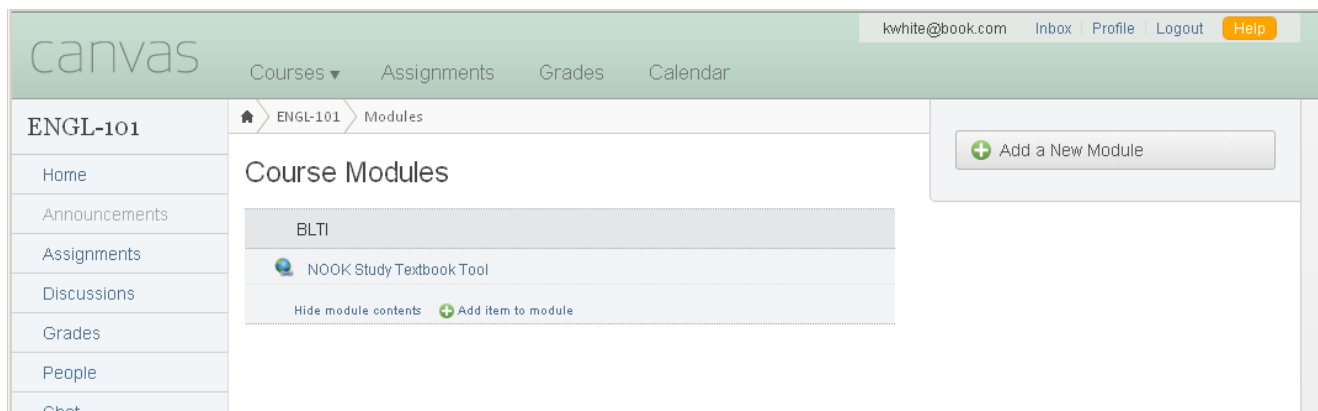 canvas
kwhite@book.com Inbox Profile Logout Help
Courses ▾ Assignments Grades Calendar
ENGL-101
Home
Announcements
Assignments
Discussions
Grades
People
Chat
ENGL-101 Modules
Course Modules
BLTI
NOOK Study Textbook Tool
Hide module contents Add item to module
Add a New Module